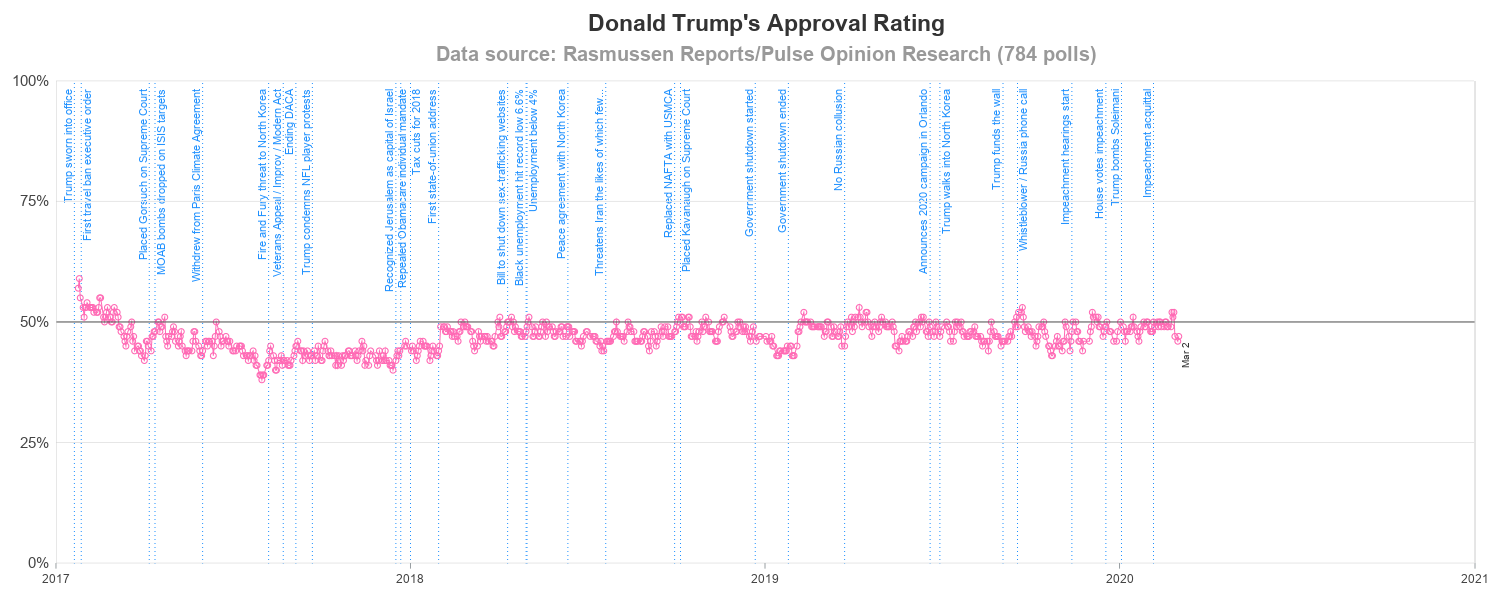 Donald Trump's Approval Rating
Data source: Rasmussen Reports/Pulse Opinion Research (784 polls)
100%
75%
50%
25%
0%
Trump sworn into office
First travel ban executive order
Placed Gorsuch on Supreme Court
MOAB bombs dropped on ISIS targets
Withdrew from Paris Climate Agreement
Fire and Fury threat to North Korea
Veterans Appeal / Improv / Modern Act
Ending DACA
Trump condemns NFL player protests
Recognized Jerusalem as capital of Israel
Repealed Obamacare individual mandate
Tax cuts for 2018
First state-of-union address
Bill to shut down sex-trafficking websites
Black unemployment hit record low 6.6%
Unemployment below 4%
Peace agreement with North Korea
Threatens Iran the likes of which few...
Replaced NAFTA with USMCA
Placed Kavanaugh on Supreme Court
Government shutdown started
Government shutdown ended
No Russian collusion
Announces 2020 campaign in Orlando
Trump walks into North Korea
Trump funds the wall
Whistleblower / Russia phone call
Impeachment hearings start
House votes impeachment
Trump bombs Soleimani
Impeachment acquittal
Mar 2
2017
2018
2019
2020
2021